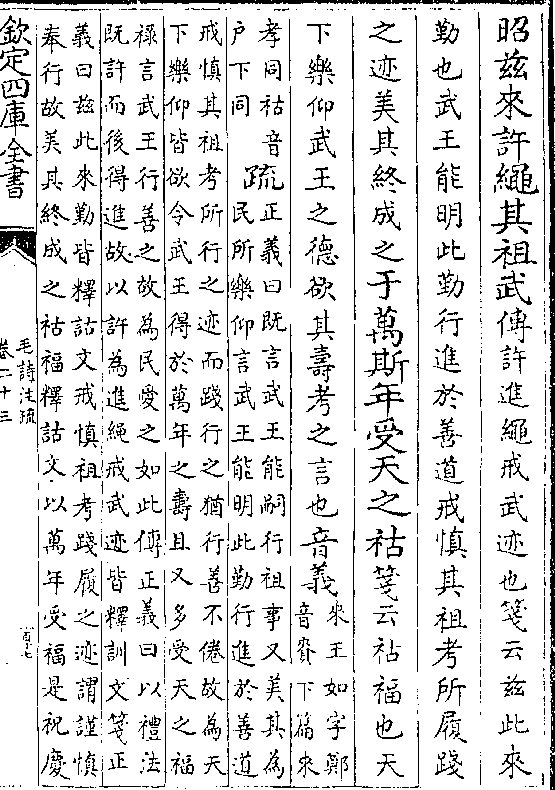 昭兹來許繩其祖武傳許進繩戒武迹也箋云兹此來
勤也武王能明此勤行進於善道戒慎其祖考所履踐
之迹美其終成之于萬斯年受天之祜箋云祜福也天
下樂仰武王之德欲其壽考之言也音義
來王如字鄭
音賚下篇來
孝同祜音
户下同
疏
正義曰既言武王能嗣行祖事又美其為
民所樂仰言武王能明此勤行進於善道
戒慎其祖考所行之迹而踐行之猶行善不倦故為天
下樂仰皆欲令武王得於萬年之壽且又多受天之福
禄言武王行善之故為民愛之如此傳正義曰以禮法
既許而後得進故以許為進繩戒武迹皆釋訓文箋正
義曰兹此來勤皆釋詁文戒慎祖考踐履之迹謂謹慎
奉行故美其終成之祜福釋詁文以萬年受福是祝慶
欽定四庫全書
毛詩注疏
卷二十三